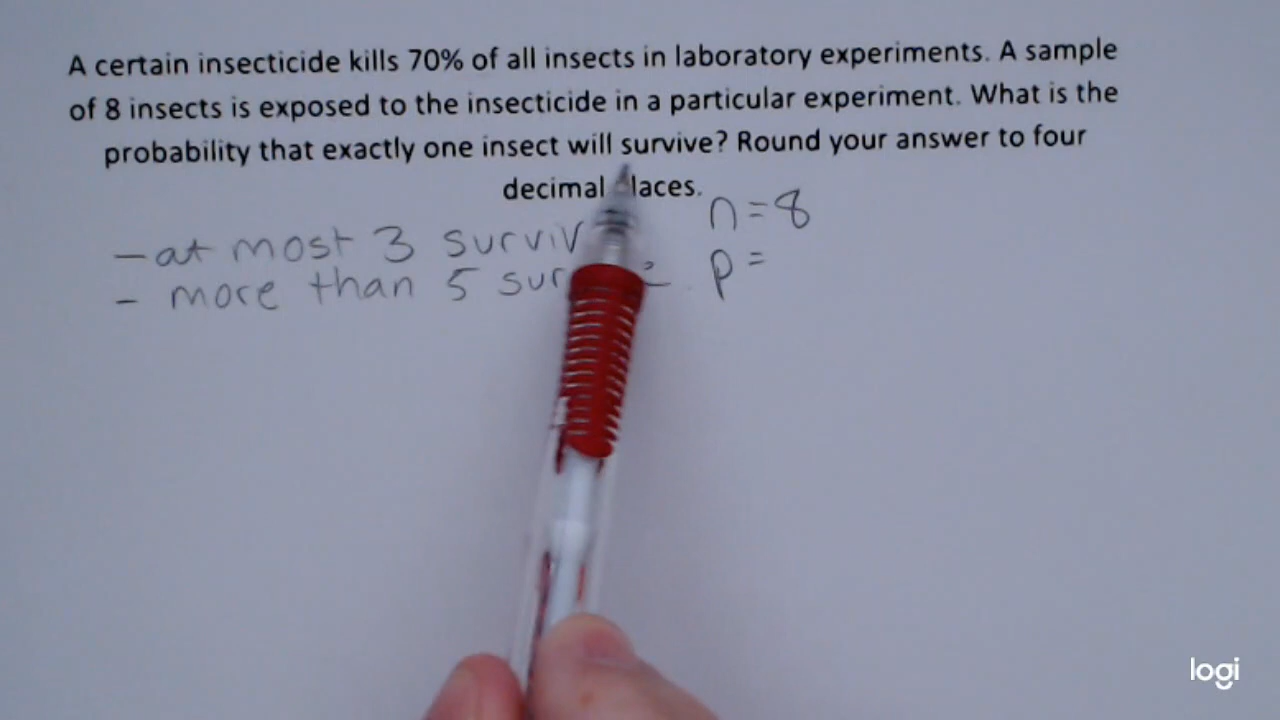 A certain insecticide kills 70% of all insects in laboratory experiments. A sample
of 8 insects is exposed to the insecticide in a particular experiment. What is the
probability that exactly one insect will survive? Round your answer to four
decimal laces.
n = 8
- at most 3 surviv
p =
- more than 5 sur
logi